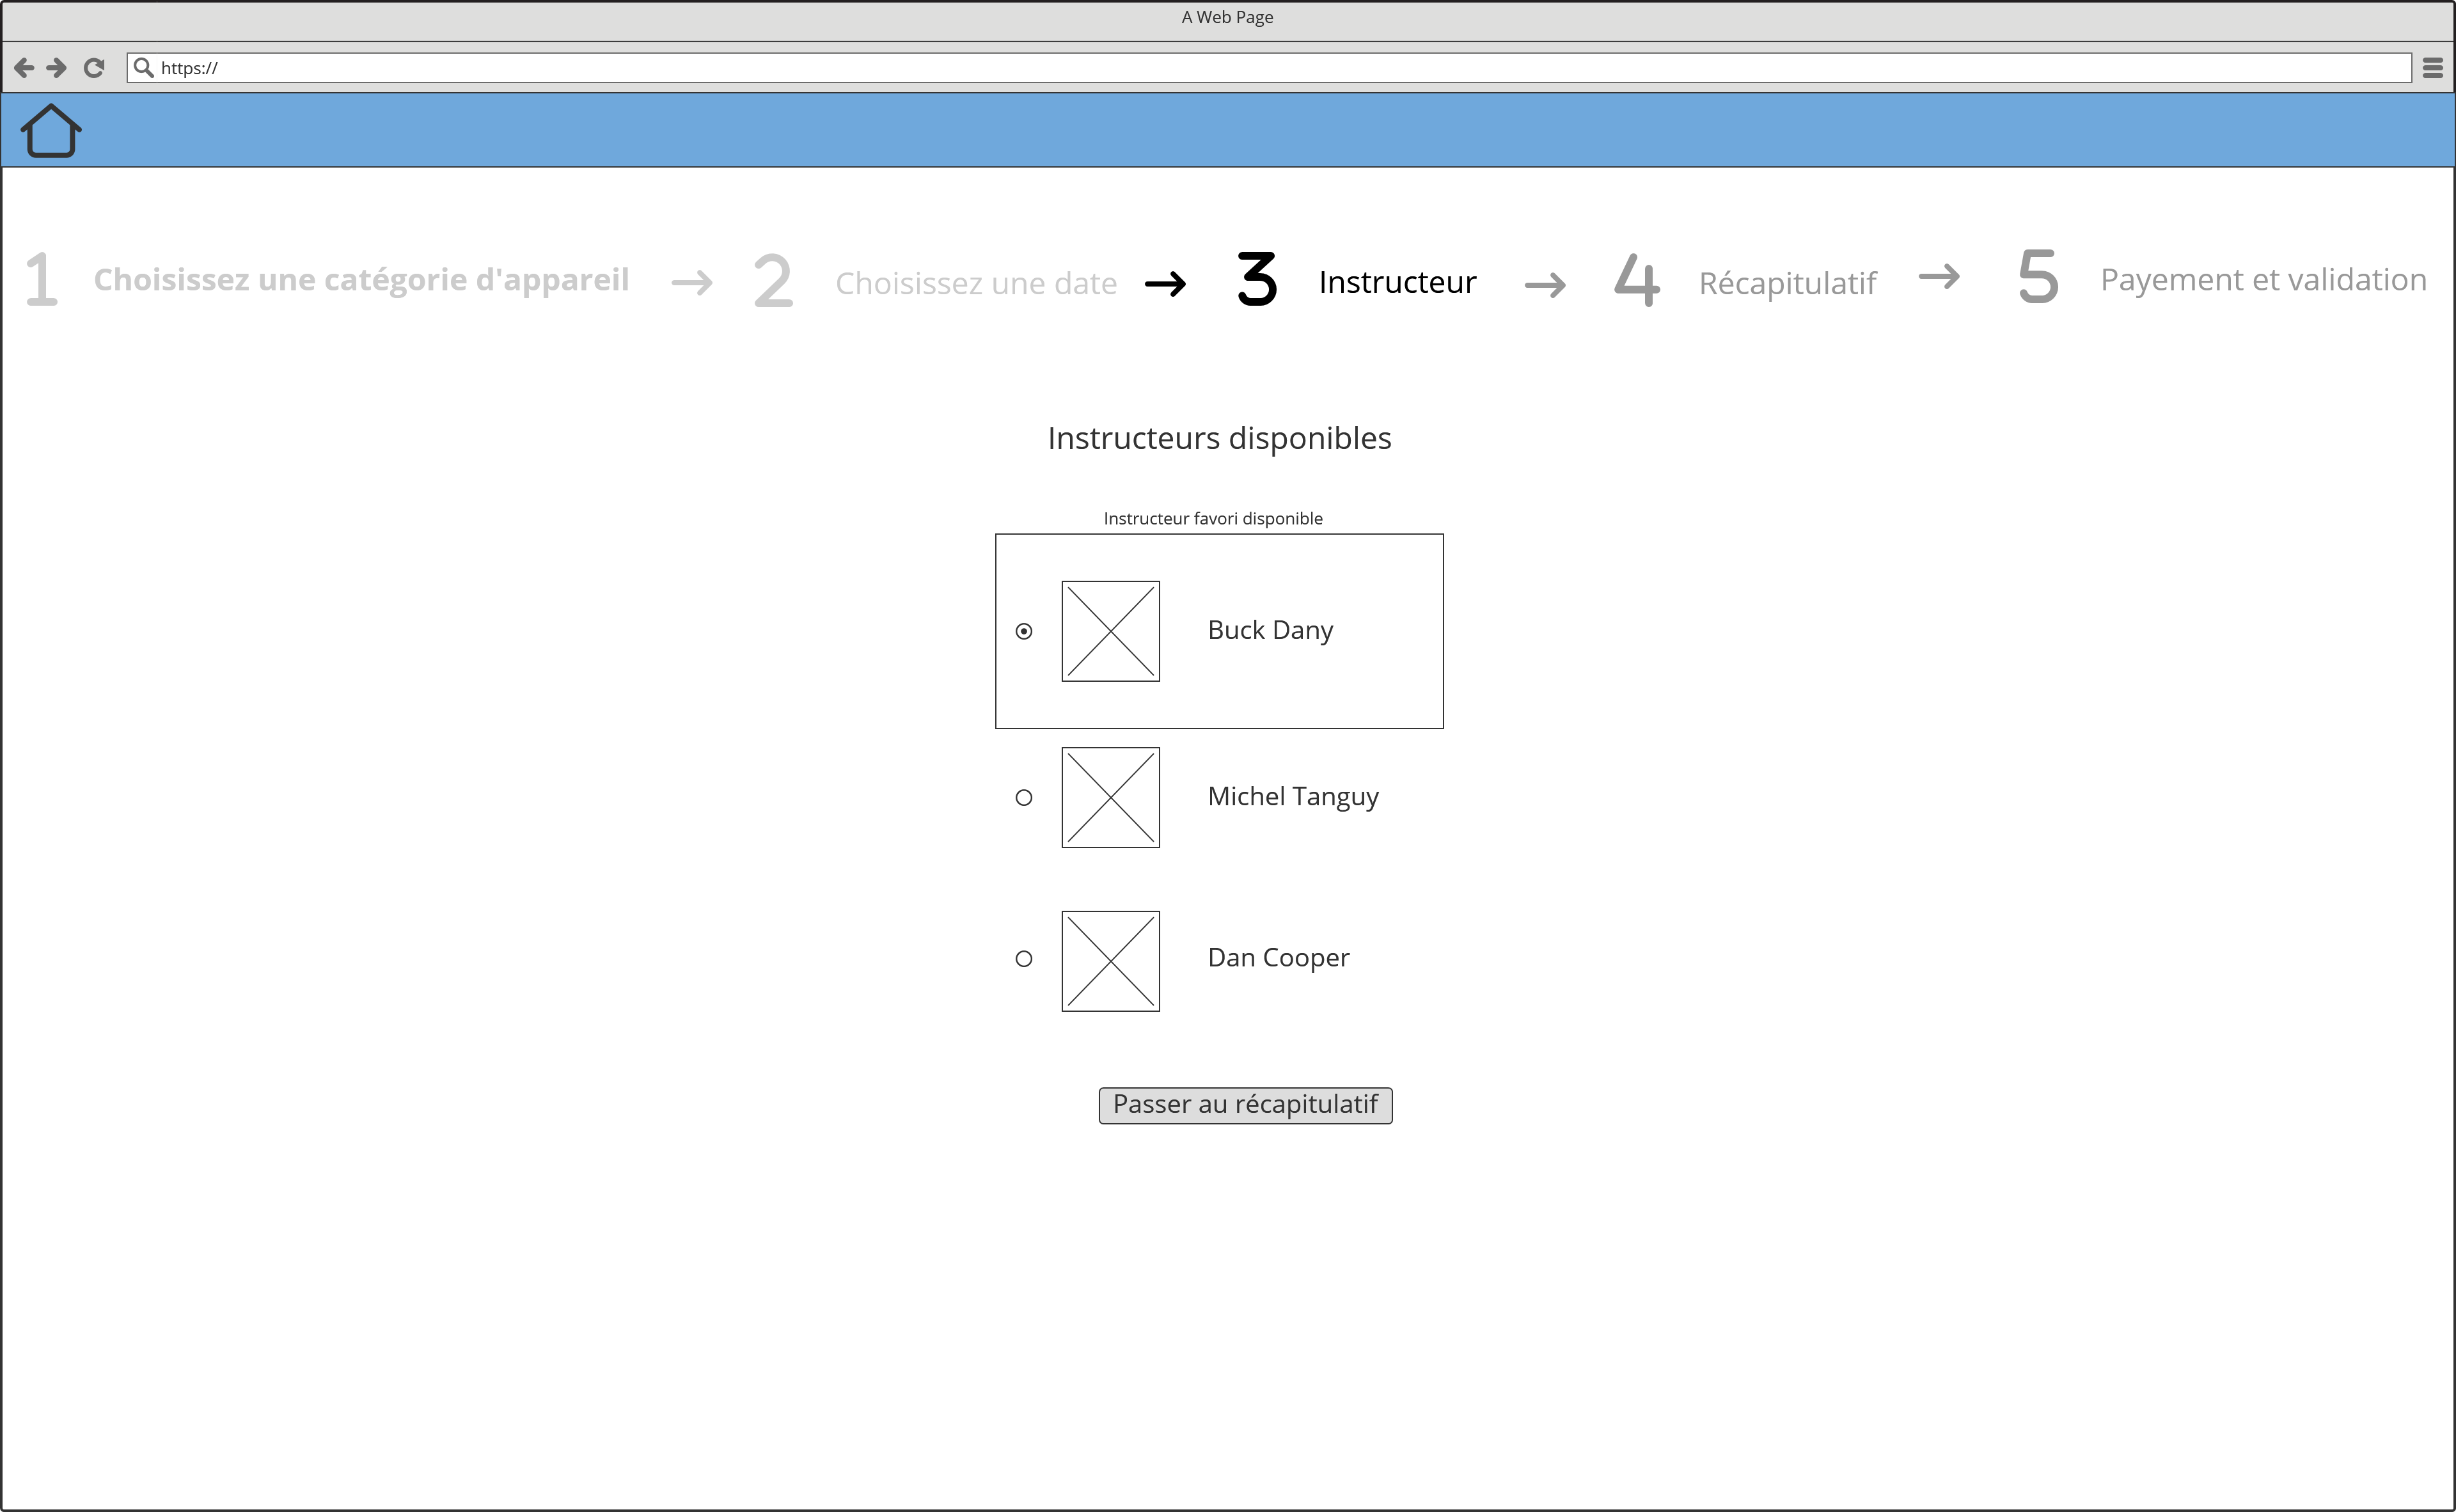 A Web Page
https://
1 Choisissez une catégorie d'appareil → 2 Choisissez une date → 3 Instructeur → 4 Récapitulatif → 5 Payement et validation
Instructeurs disponibles
Instructeur favori disponible
Buck Dany
Michel Tanguy
Dan Cooper
Passer au récapitulatif